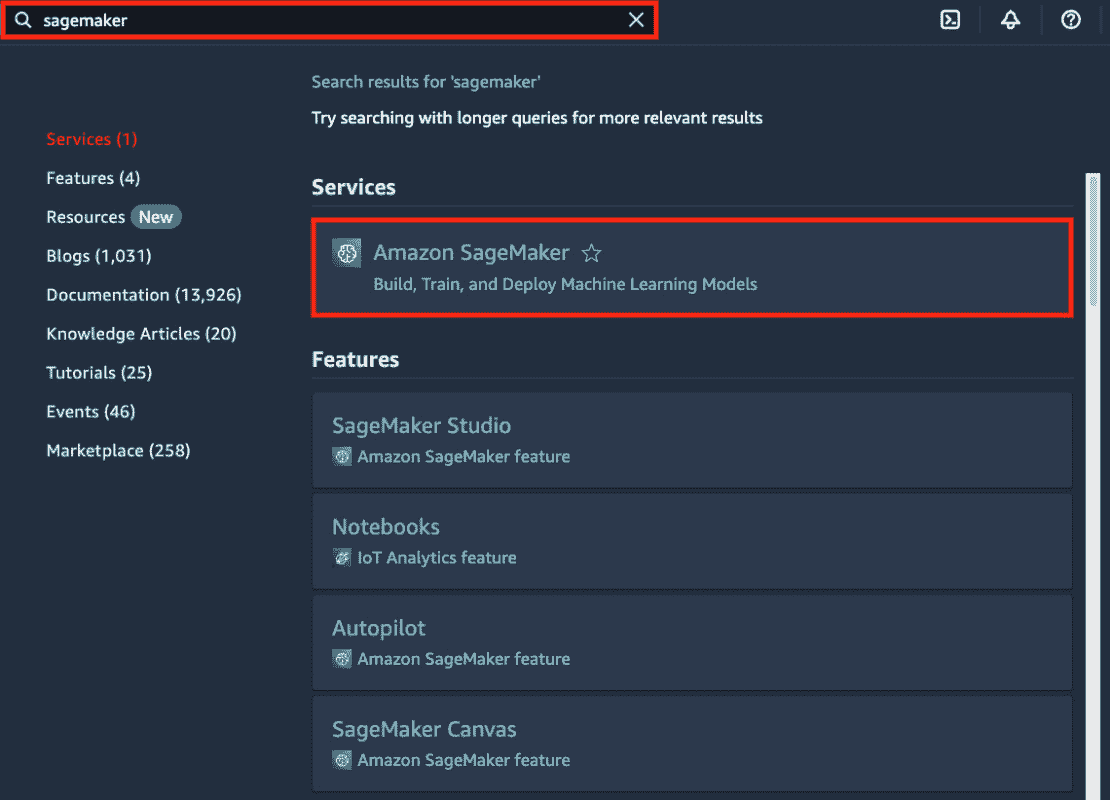 sagemaker
Search results for 'sagemaker'
Try searching with longer queries for more relevant results
Services (1)
Features (4)
Resources New
Blogs (1,031)
Documentation (13,926)
Knowledge Articles (20)
Tutorials (25)
Events (46)
Marketplace (258)
Services
Amazon SageMaker
Build, Train, and Deploy Machine Learning Models
Features
SageMaker Studio
Amazon SageMaker feature
Notebooks
IoT Analytics feature
Autopilot
Amazon SageMaker feature
SageMaker Canvas
Amazon SageMaker feature